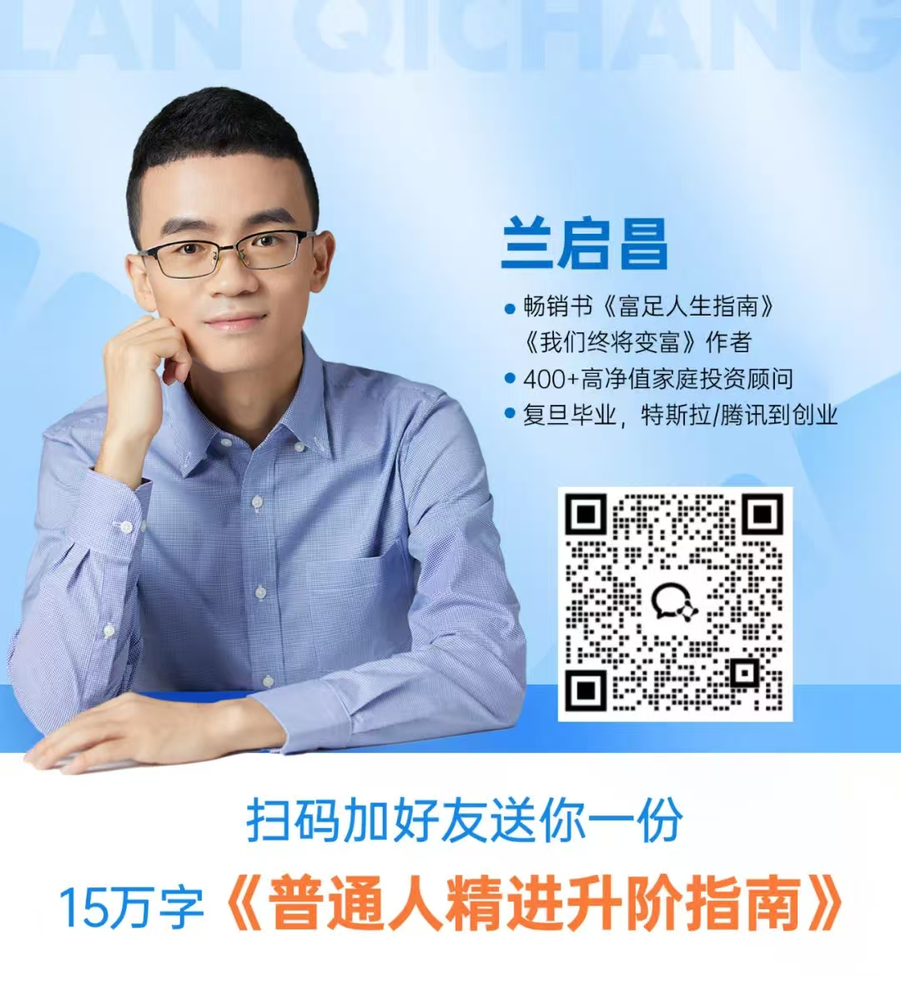 LAN QICHANG
兰启昌
畅销书《富足人生指南》
《我们终将变富》作者
400+高净值家庭投资顾问
复旦毕业，特斯拉/腾讯到创业
扫码加好友送你一份
15万字《普通人精进升阶指南》